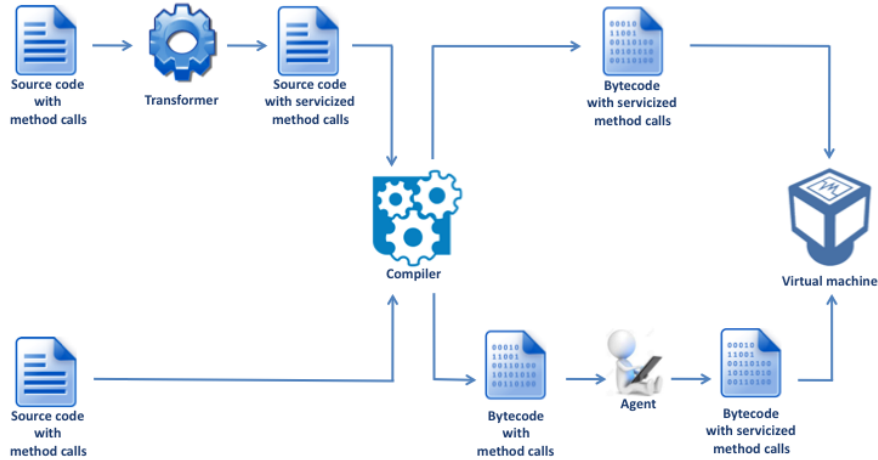 Source code
with
method calls
Transformer
Source code
with servicized
method calls
00010
11001
00110100
10101010
00110100
Bytecode
with servicized
method calls
Compiler
Virtual machine
Source code
with
method calls
00010
11001
00110100
10101010
00110100
Bytecode
with
method calls
Agent
00010
11001
00110100
10101010
00110100
Bytecode
with servicized
method calls